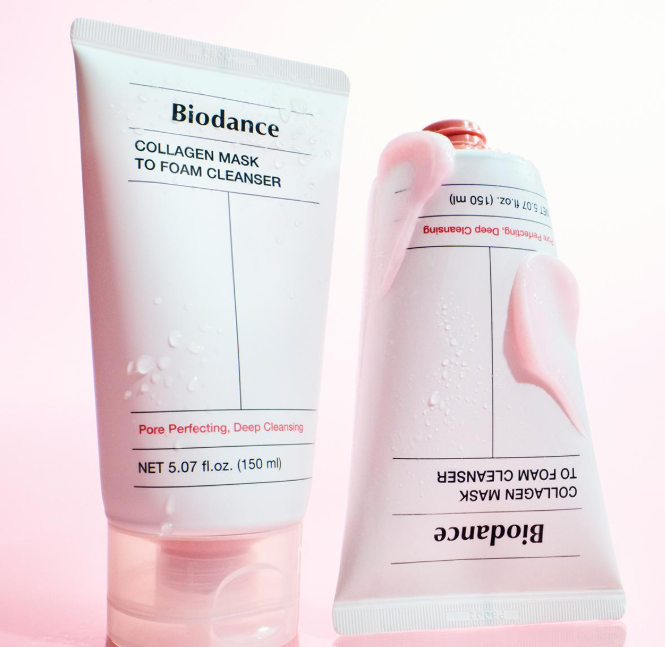 Biodance
COLLAGEN MASK
TO FOAM CLEANSER
Pore Perfecting, Deep Cleansing
NET 5.07 fl.oz. (150 ml)
NET 5.07 fl.oz. (150 ml)
Pore Perfecting, Deep Cleansing
COLLAGEN MASK
TO FOAM CLEANSER
Biodance